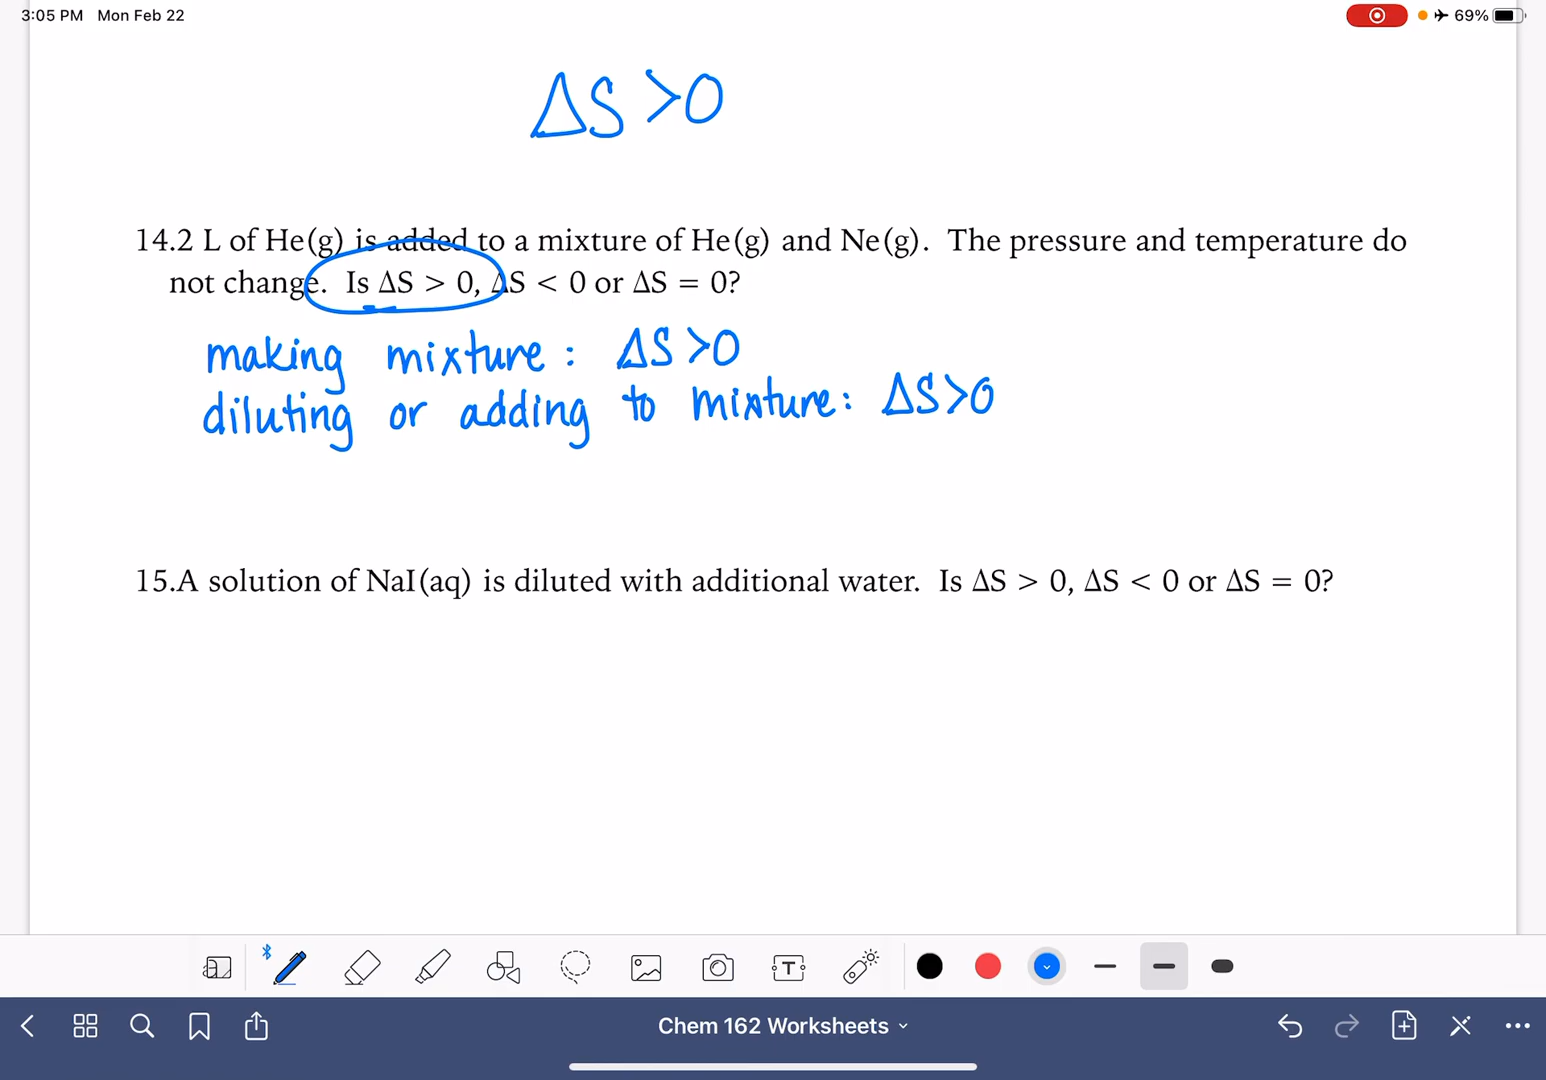 3:05 PM Mon Feb 22
69%
ΔS >0
14.2 L of He(g) is added to a mixture of He(g) and Ne(g). The pressure and temperature do
not change. Is ΔS > 0, ΔS < 0 or ΔS = 0?
making mixture: ΔS >0
diluting or adding to mixture: ΔS>0
15.A solution of NaI(aq) is diluted with additional water. Is ΔS > 0, ΔS < 0 or ΔS = 0?
a
T
Chem 162 Worksheets